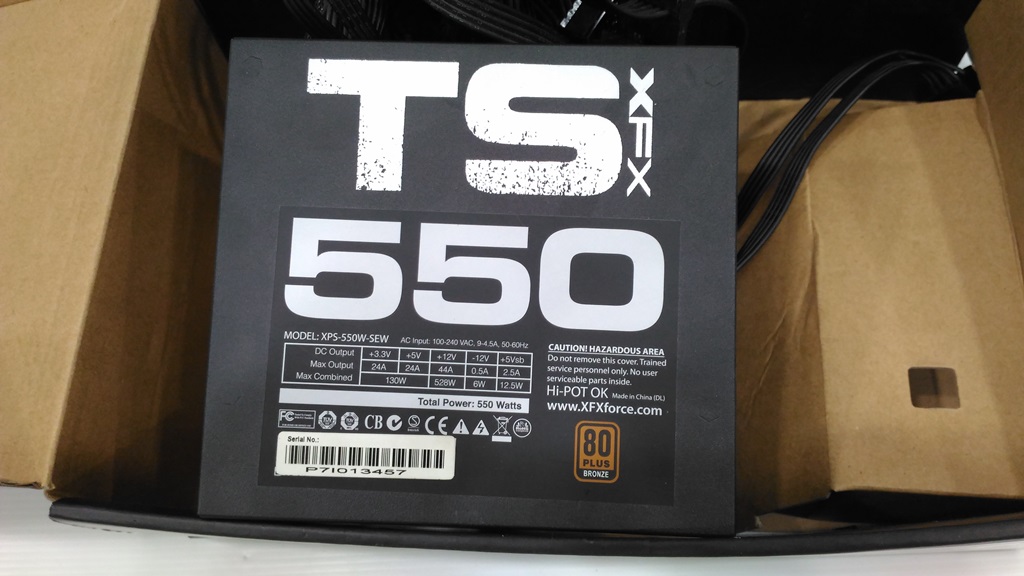 TS
XFX
550
MODEL: XPS-550W-SEW AC Input: 100-240 VAC, 9-4.5A, 50-60Hz
DC Output +3.3V +5V +12V -12V +5Vsb
Max Output 24A 24A 44A 0.5A 2.5A
Max Combined 130W 528W 6W 12.5W
Total Power: 550 Watts
CAUTION! HAZARDOUS AREA
Do not remove this cover. Trained
service personnel only. No user
serviceable parts inside.
Hi-POT OK Made in China (DL)
www.XFXforce.com
FC CB CE
80
PLUS
BRONZE
Serial No.:
P7I013457